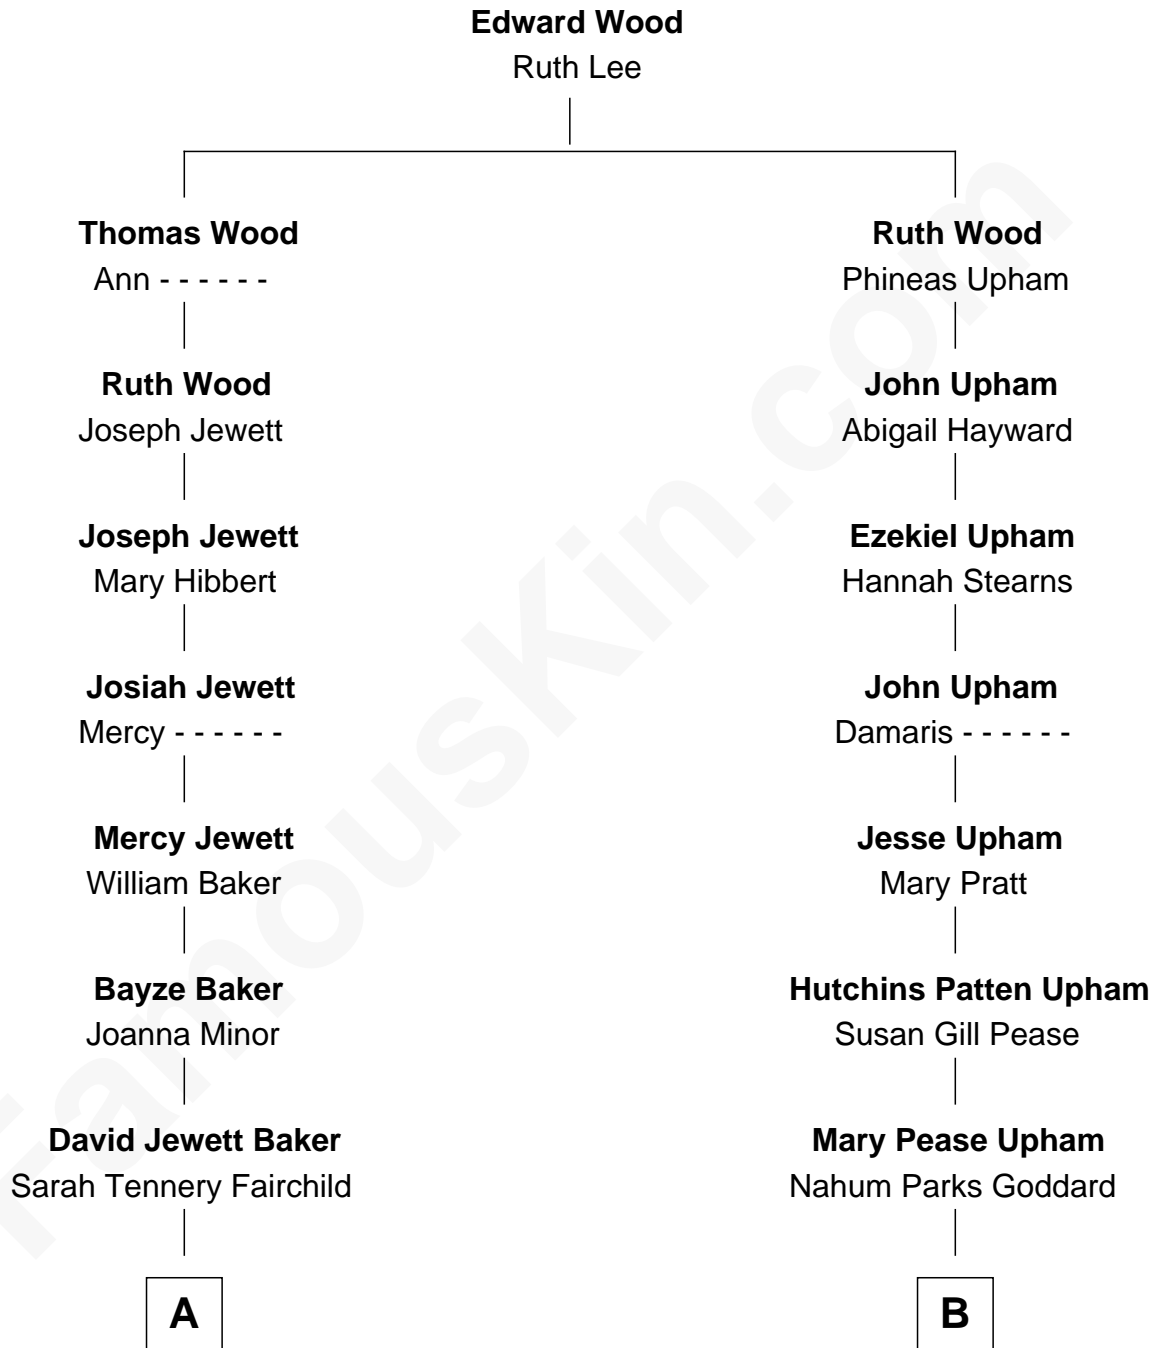 Edward Wood
Ruth Lee
Thomas Wood
Ann - - - - - -
Ruth Wood
Phineas Upham
Ruth Wood
Joseph Jewett
John Upham
Abigail Hayward
Joseph Jewett
Mary Hibbert
Ezekiel Upham
Hannah Stearns
Josiah Jewett
Mercy - - - - - -
John Upham
Damaris - - - - - -
Mercy Jewett
William Baker
Jesse Upham
Mary Pratt
Bayze Baker
Joanna Minor
Hutchins Patten Upham
Susan Gill Pease
David Jewett Baker
Sarah Tennery Fairchild
Mary Pease Upham
Nahum Parks Goddard
A
B
FamousKin.com